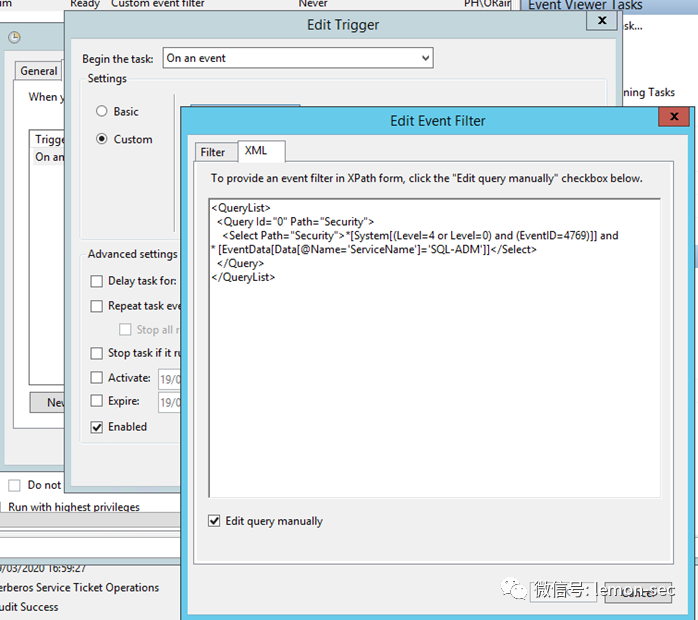 Ready
Custom event filter
Never
PH\ORair
Event Viewer Tasks
Edit Trigger
x
Begin the task:
On an event
General
Settings
When y
Basic
ning Tasks
Custom
Trigge
On an
Edit Event Filter
x
Filter
XML
To provide an event filter in XPath form, click the "Edit query manually" checkbox below.
<QueryList>
<Query Id="0" Path="Security">
<Select Path="Security">*[System[(Level=4 or Level=0) and (EventID=4769)]] and
* [EventData[Data[@Name='ServiceName']='SQL-ADM']]</Select>
</Query>
</QueryList>
Advanced settings
Delay task for:
Repeat task eve
Stop all r
Stop task if it ru
Activate:
19/0
Expire:
19/0
New
Enabled
Do not
Run with highest privileges
Edit query manually
/03/2020 16:59:27
erberos Service Ticket Operations
udit Success
微信号: lemon-sec